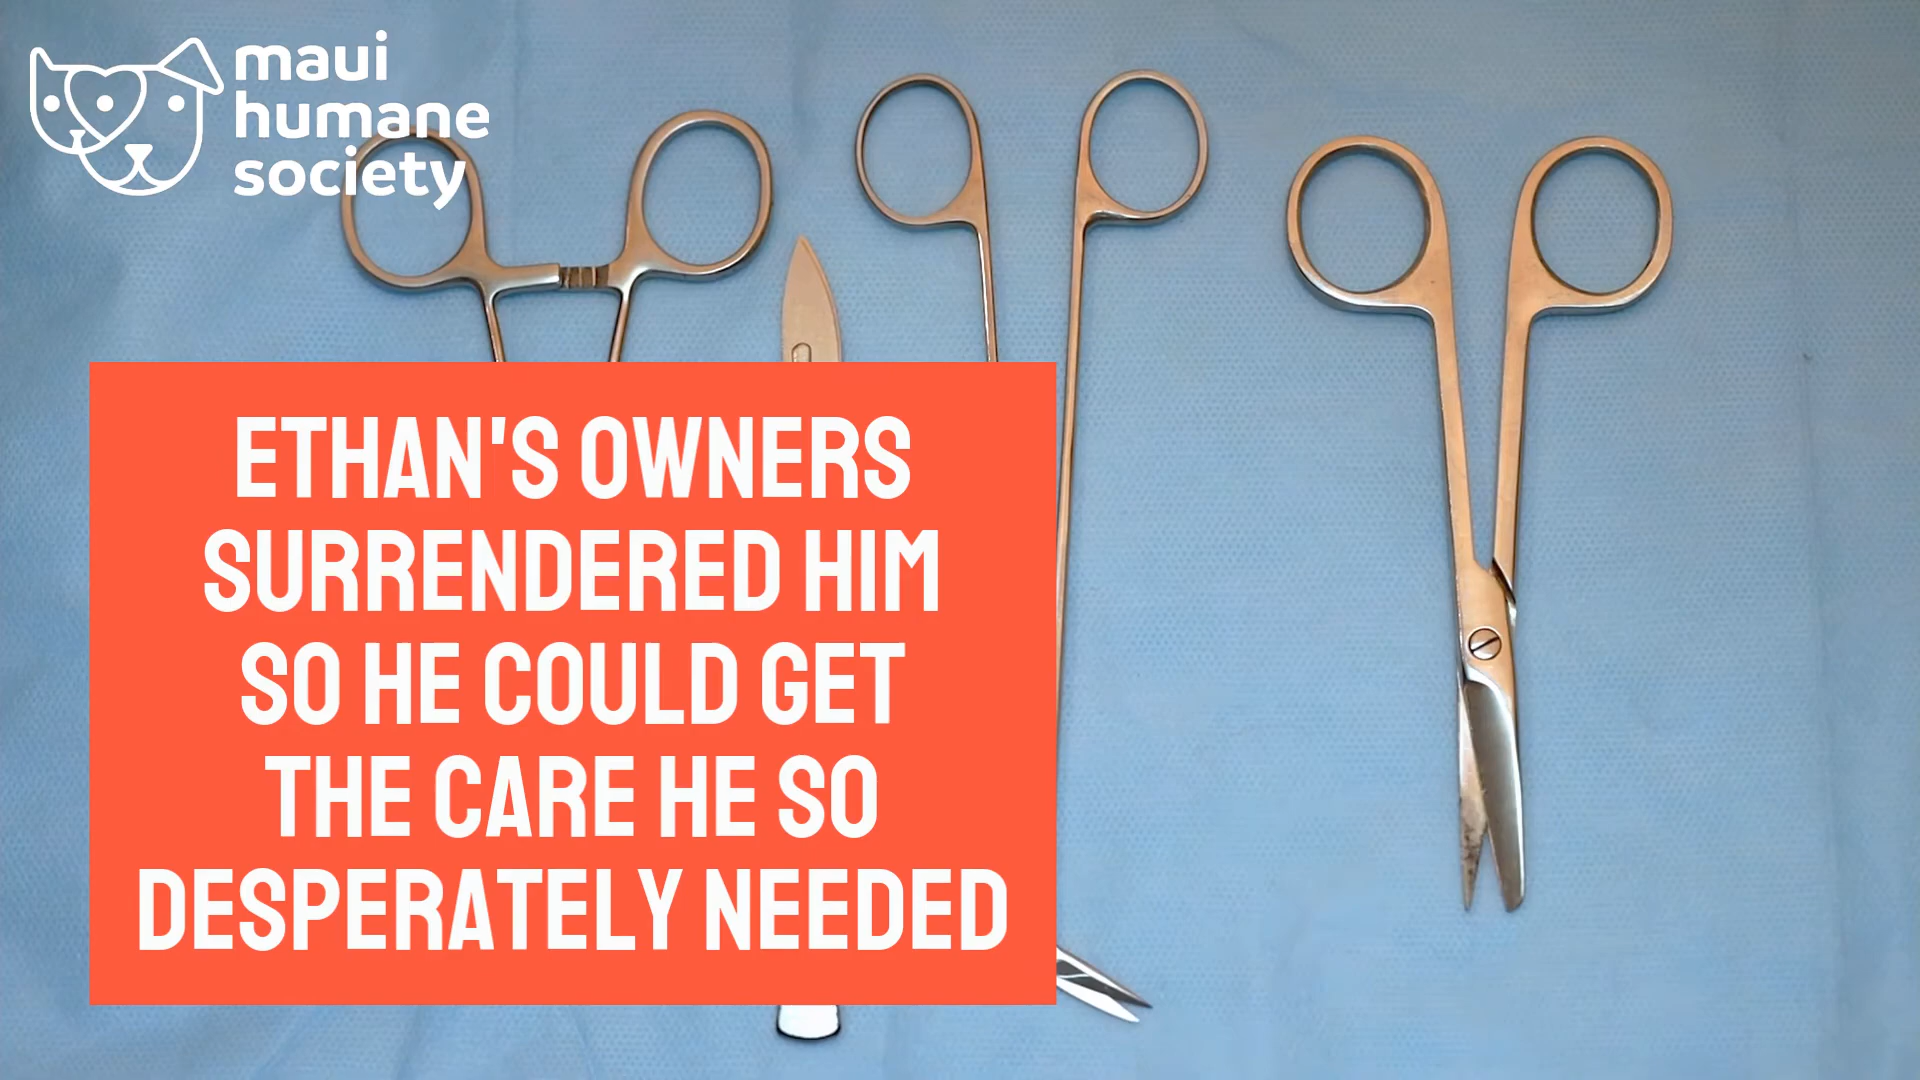 maui
humane
society
ETHAN'S OWNERS
SURRENDERED HIM
SO HE COULD GET
THE CARE HE SO
DESPERATELY NEEDED